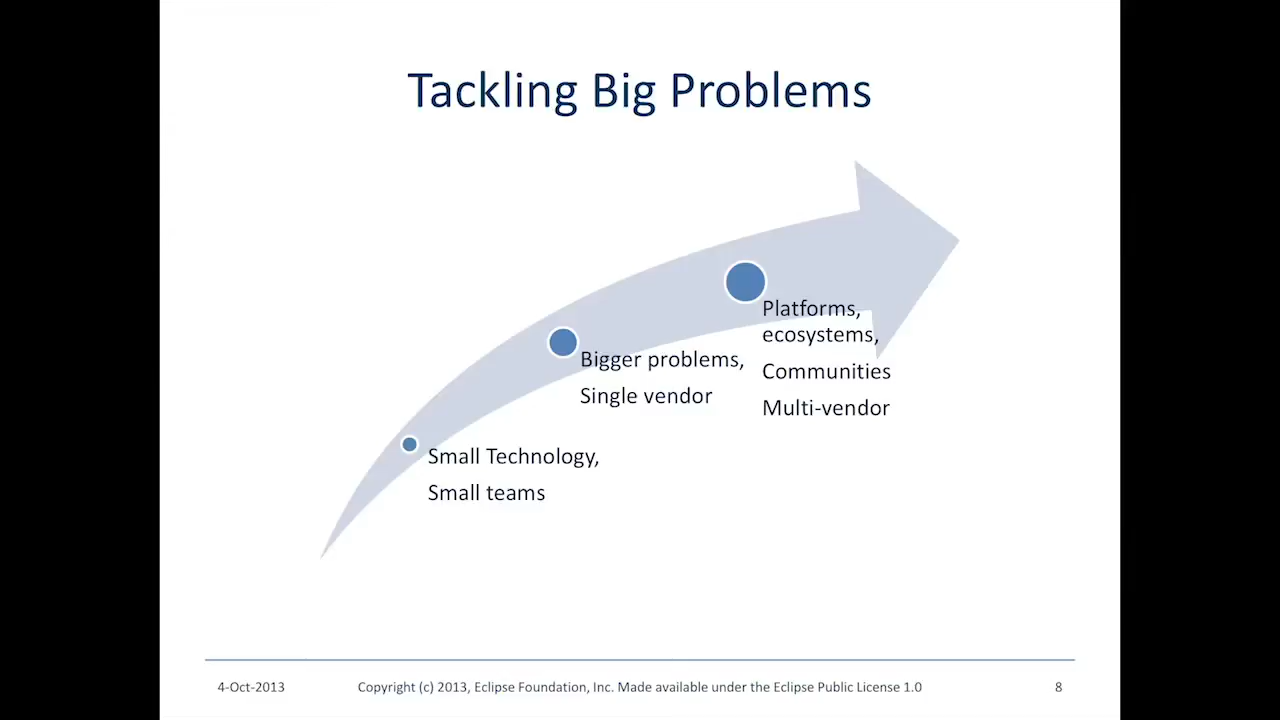 Tackling Big Problems
Platforms,
ecosystems,
Communities
Multi-vendor
Bigger problems,
Single vendor
Small Technology,
Small teams
4-Oct-2013
Copyright (c) 2013, Eclipse Foundation, Inc. Made available under the Eclipse Public License 1.0
8